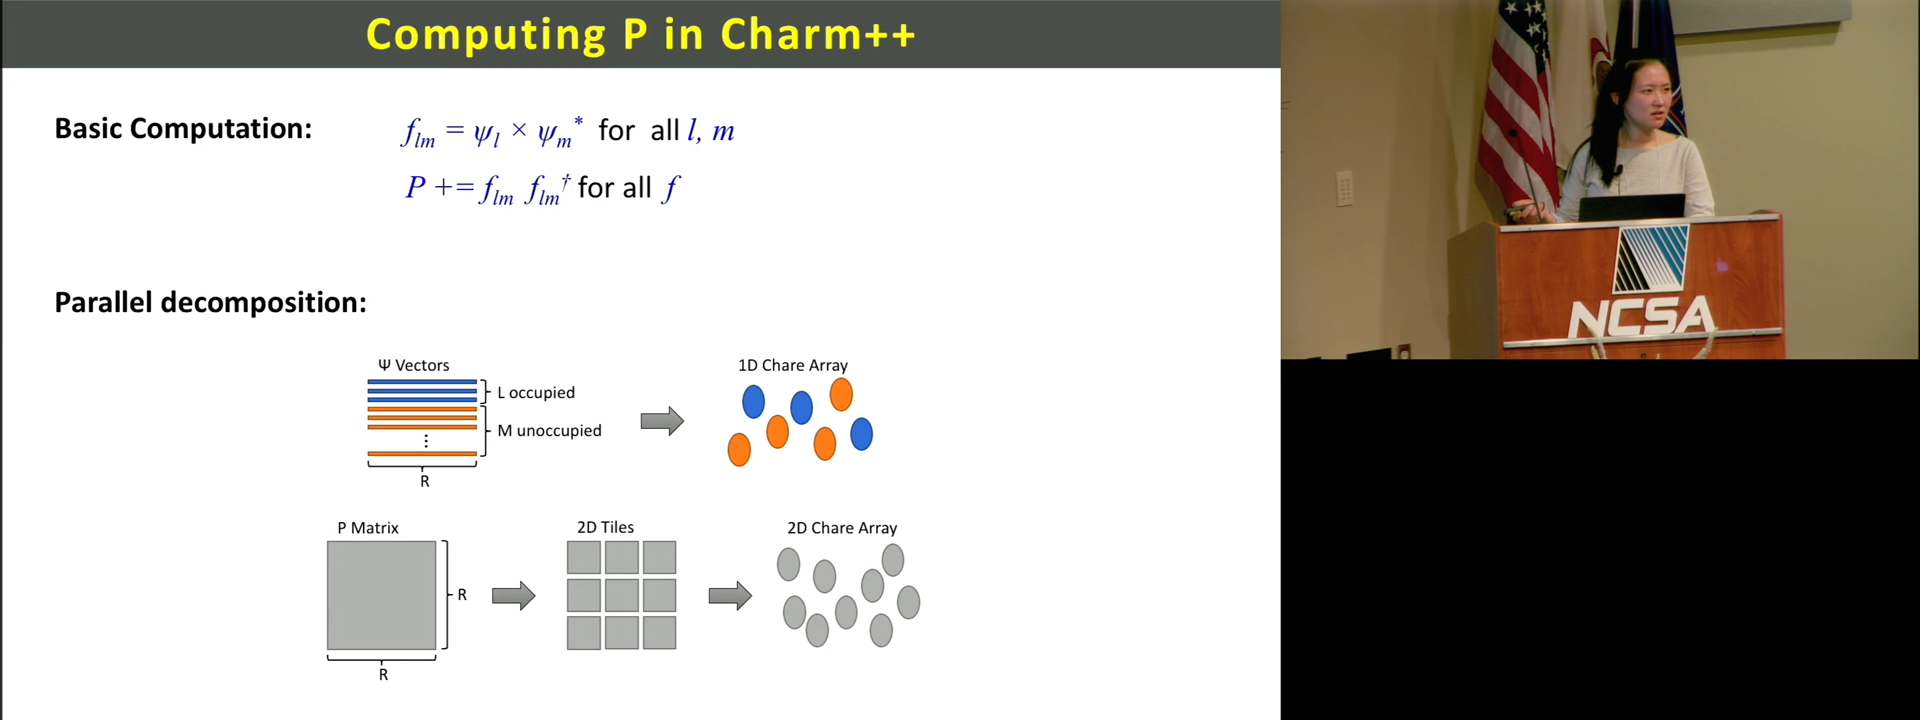 Computing P in Charm++
Basic Computation:
f_lm = ψ_l × ψ_m* for all l, m
P += f_lm f_lm† for all f
Parallel decomposition:
Ψ Vectors
L occupied
M unoccupied
⋮
R
1D Chare Array
P Matrix
R
R
2D Tiles
2D Chare Array
NCSA